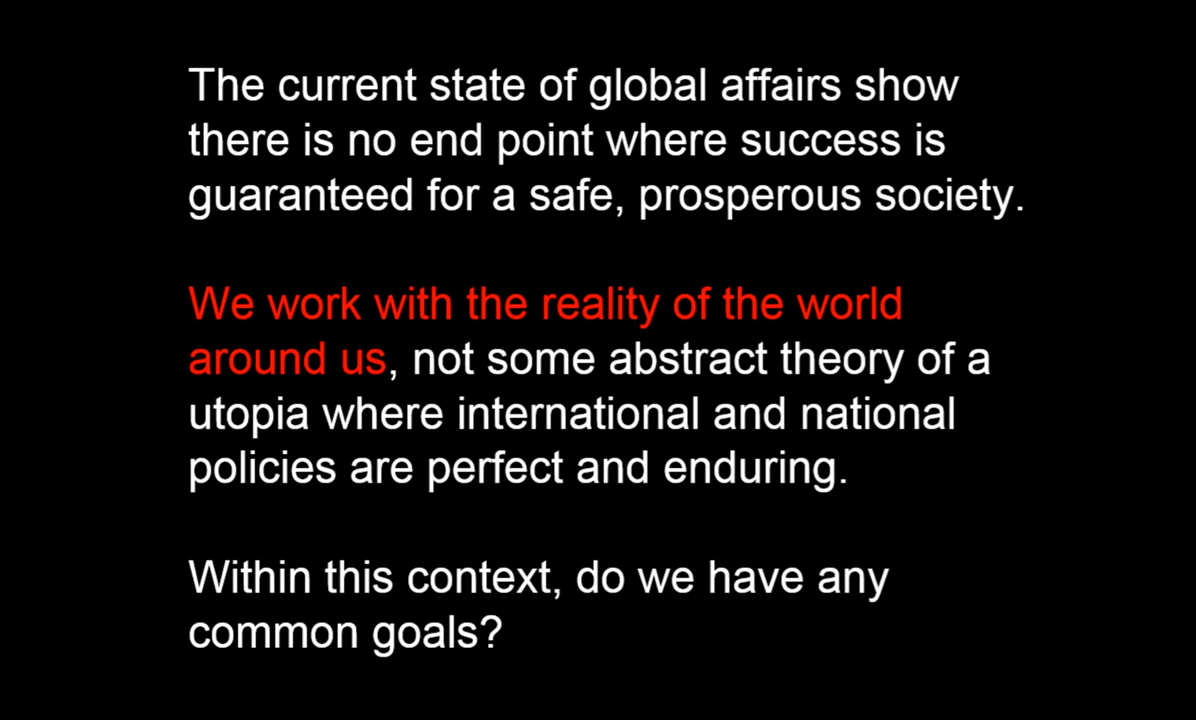 The current state of global affairs show
there is no end point where success is
guaranteed for a safe, prosperous society.
We work with the reality of the world
around us, not some abstract theory of a
utopia where international and national
policies are perfect and enduring.
Within this context, do we have any
common goals?